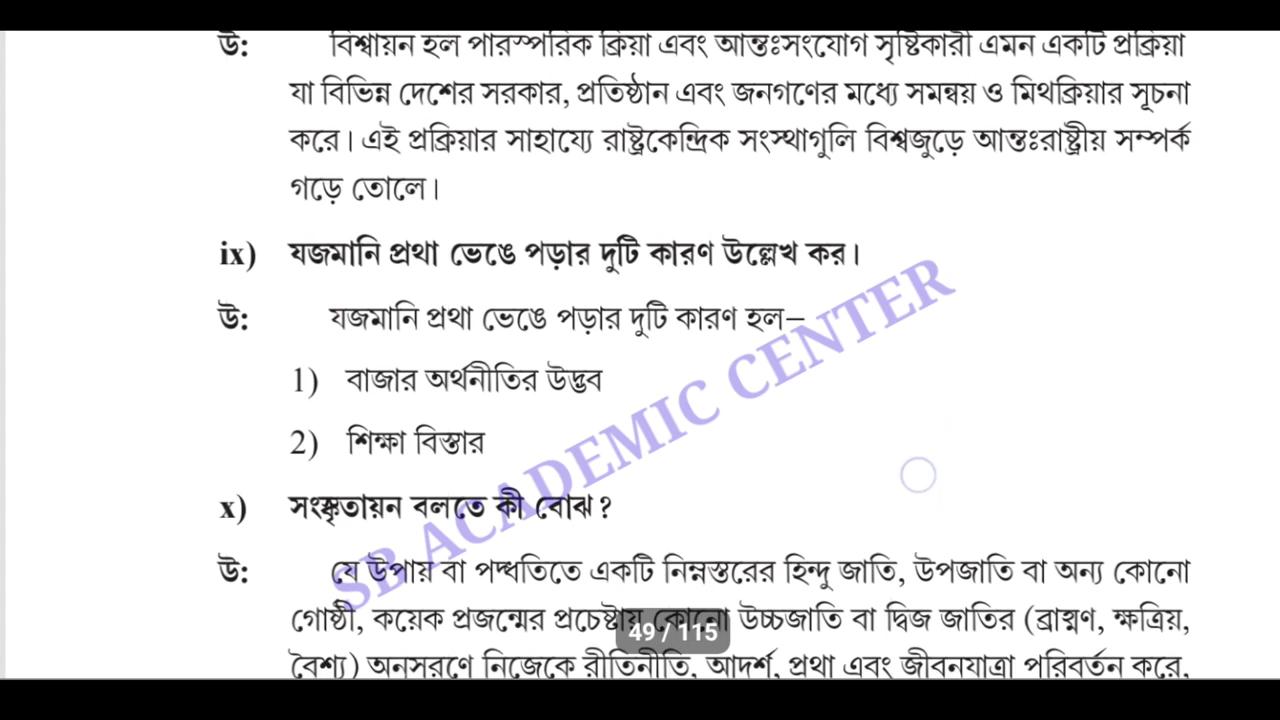 উ: বিশ্বায়ন হল পারস্পরিক ক্রিয়া এবং আন্তঃসংযোগ সৃষ্টিকারী এমন একটি প্রক্রিয়া
যা বিভিন্ন দেশের সরকার, প্রতিষ্ঠান এবং জনগণের মধ্যে সমন্বয় ও মিথক্রিয়ার সূচনা
করে। এই প্রক্রিয়ার সাহায্যে রাষ্ট্রকেন্দ্রিক সংস্থাগুলি বিশ্বজুড়ে আন্তঃরাষ্ট্রীয় সম্পর্ক
গড়ে তোলে।
ix) যজমানি প্রথা ভেঙে পড়ার দুটি কারণ উল্লেখ কর।
উ: যজমানি প্রথা ভেঙে পড়ার দুটি কারণ হল–
1) বাজার অর্থনীতির উদ্ভব
2) শিক্ষা বিস্তার
SB ACADEMIC CENTER
x) সংস্কৃতায়ন বলতে কী বোঝ?
উ: যে উপায় বা পদ্ধতিতে একটি নিম্নস্তরের হিন্দু জাতি, উপজাতি বা অন্য কোনো
গোষ্ঠী, কয়েক প্রজন্মের প্রচেষ্টায় কোনো উচ্চজাতি বা দ্বিজ জাতির (ব্রাহ্মণ, ক্ষত্রিয়,
49 / 115
বৈশ্য) অনুসরণে নিজেকে রীতিনীতি, আদর্শ, প্রথা এবং জীবনযাত্রা পরিবর্তন করে,